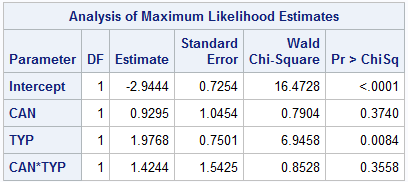 Analysis of Maximum Likelihood Estimates
Parameter DF Estimate Standard Error Wald Chi-Square Pr > ChiSq
Intercept 1 -2.9444 0.7254 16.4728 <.0001
CAN 1 0.9295 1.0454 0.7904 0.3740
TYP 1 1.9768 0.7501 6.9458 0.0084
CAN*TYP 1 1.4244 1.5425 0.8528 0.3558